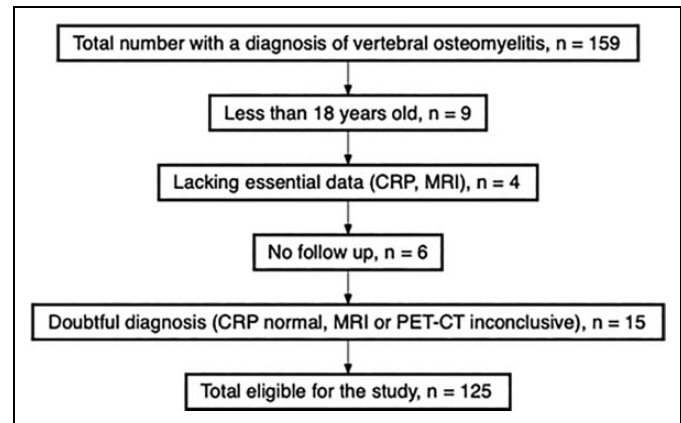 Total number with a diagnosis of vertebral osteomyelitis, n = 159
Less than 18 years old, n = 9
Lacking essential data (CRP, MRI), n = 4
No follow up, n = 6
Doubtful diagnosis (CRP normal, MRI or PET-CT inconclusive), n = 15
Total eligible for the study, n = 125